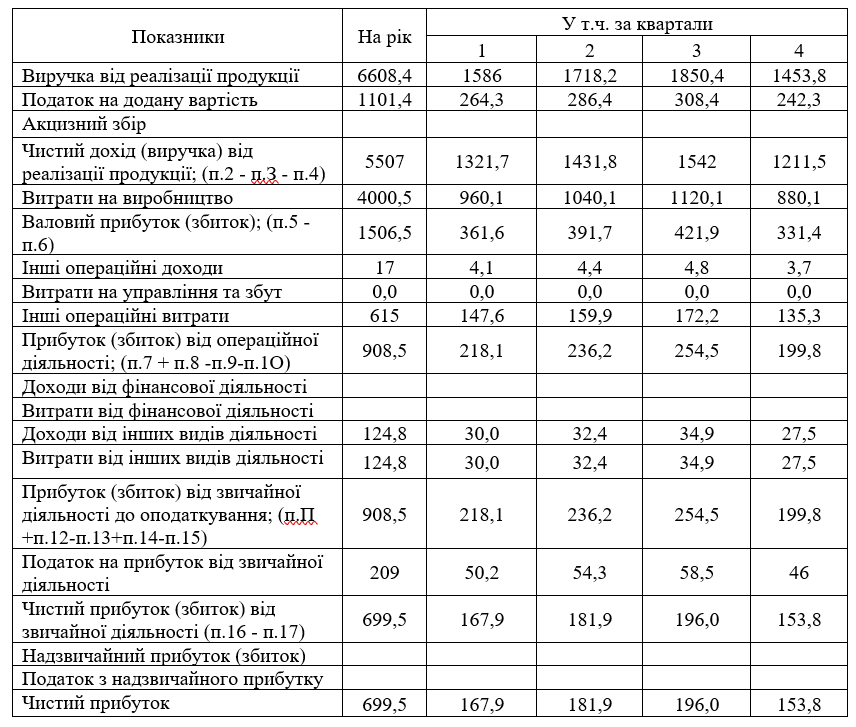 Показники На рік У т.ч. за квартали
1 2 3 4
Виручка від реалізації продукції 6608,4 1586 1718,2 1850,4 1453,8
Податок на додану вартість 1101,4 264,3 286,4 308,4 242,3
Акцизний збір
Чистий дохід (виручка) від
реалізації продукції; (п.2 - п.З - п.4) 5507 1321,7 1431,8 1542 1211,5
Витрати на виробництво 4000,5 960,1 1040,1 1120,1 880,1
Валовий прибуток (збиток); (п.5 -
п.6) 1506,5 361,6 391,7 421,9 331,4
Інші операційні доходи 17 4,1 4,4 4,8 3,7
Витрати на управління та збут 0,0 0,0 0,0 0,0 0,0
Інші операційні витрати 615 147,6 159,9 172,2 135,3
Прибуток (збиток) від операційної
діяльності; (п.7 + п.8 -п.9-п.1О) 908,5 218,1 236,2 254,5 199,8
Доходи від фінансової діяльності
Витрати від фінансової діяльності
Доходи від інших видів діяльності 124,8 30,0 32,4 34,9 27,5
Витрати від інших видів діяльності 124,8 30,0 32,4 34,9 27,5
Прибуток (збиток) від звичайної
діяльності до оподаткування; (п.П 908,5 218,1 236,2 254,5 199,8
+п.12-п.13+п.14-п.15)
Податок на прибуток від звичайної
діяльності 209 50,2 54,3 58,5 46
Чистий прибуток (збиток) від
звичайної діяльності (п.16 - п.17) 699,5 167,9 181,9 196,0 153,8
Надзвичайний прибуток (збиток)
Податок з надзвичайного прибутку
Чистий прибуток 699,5 167,9 181,9 196,0 153,8